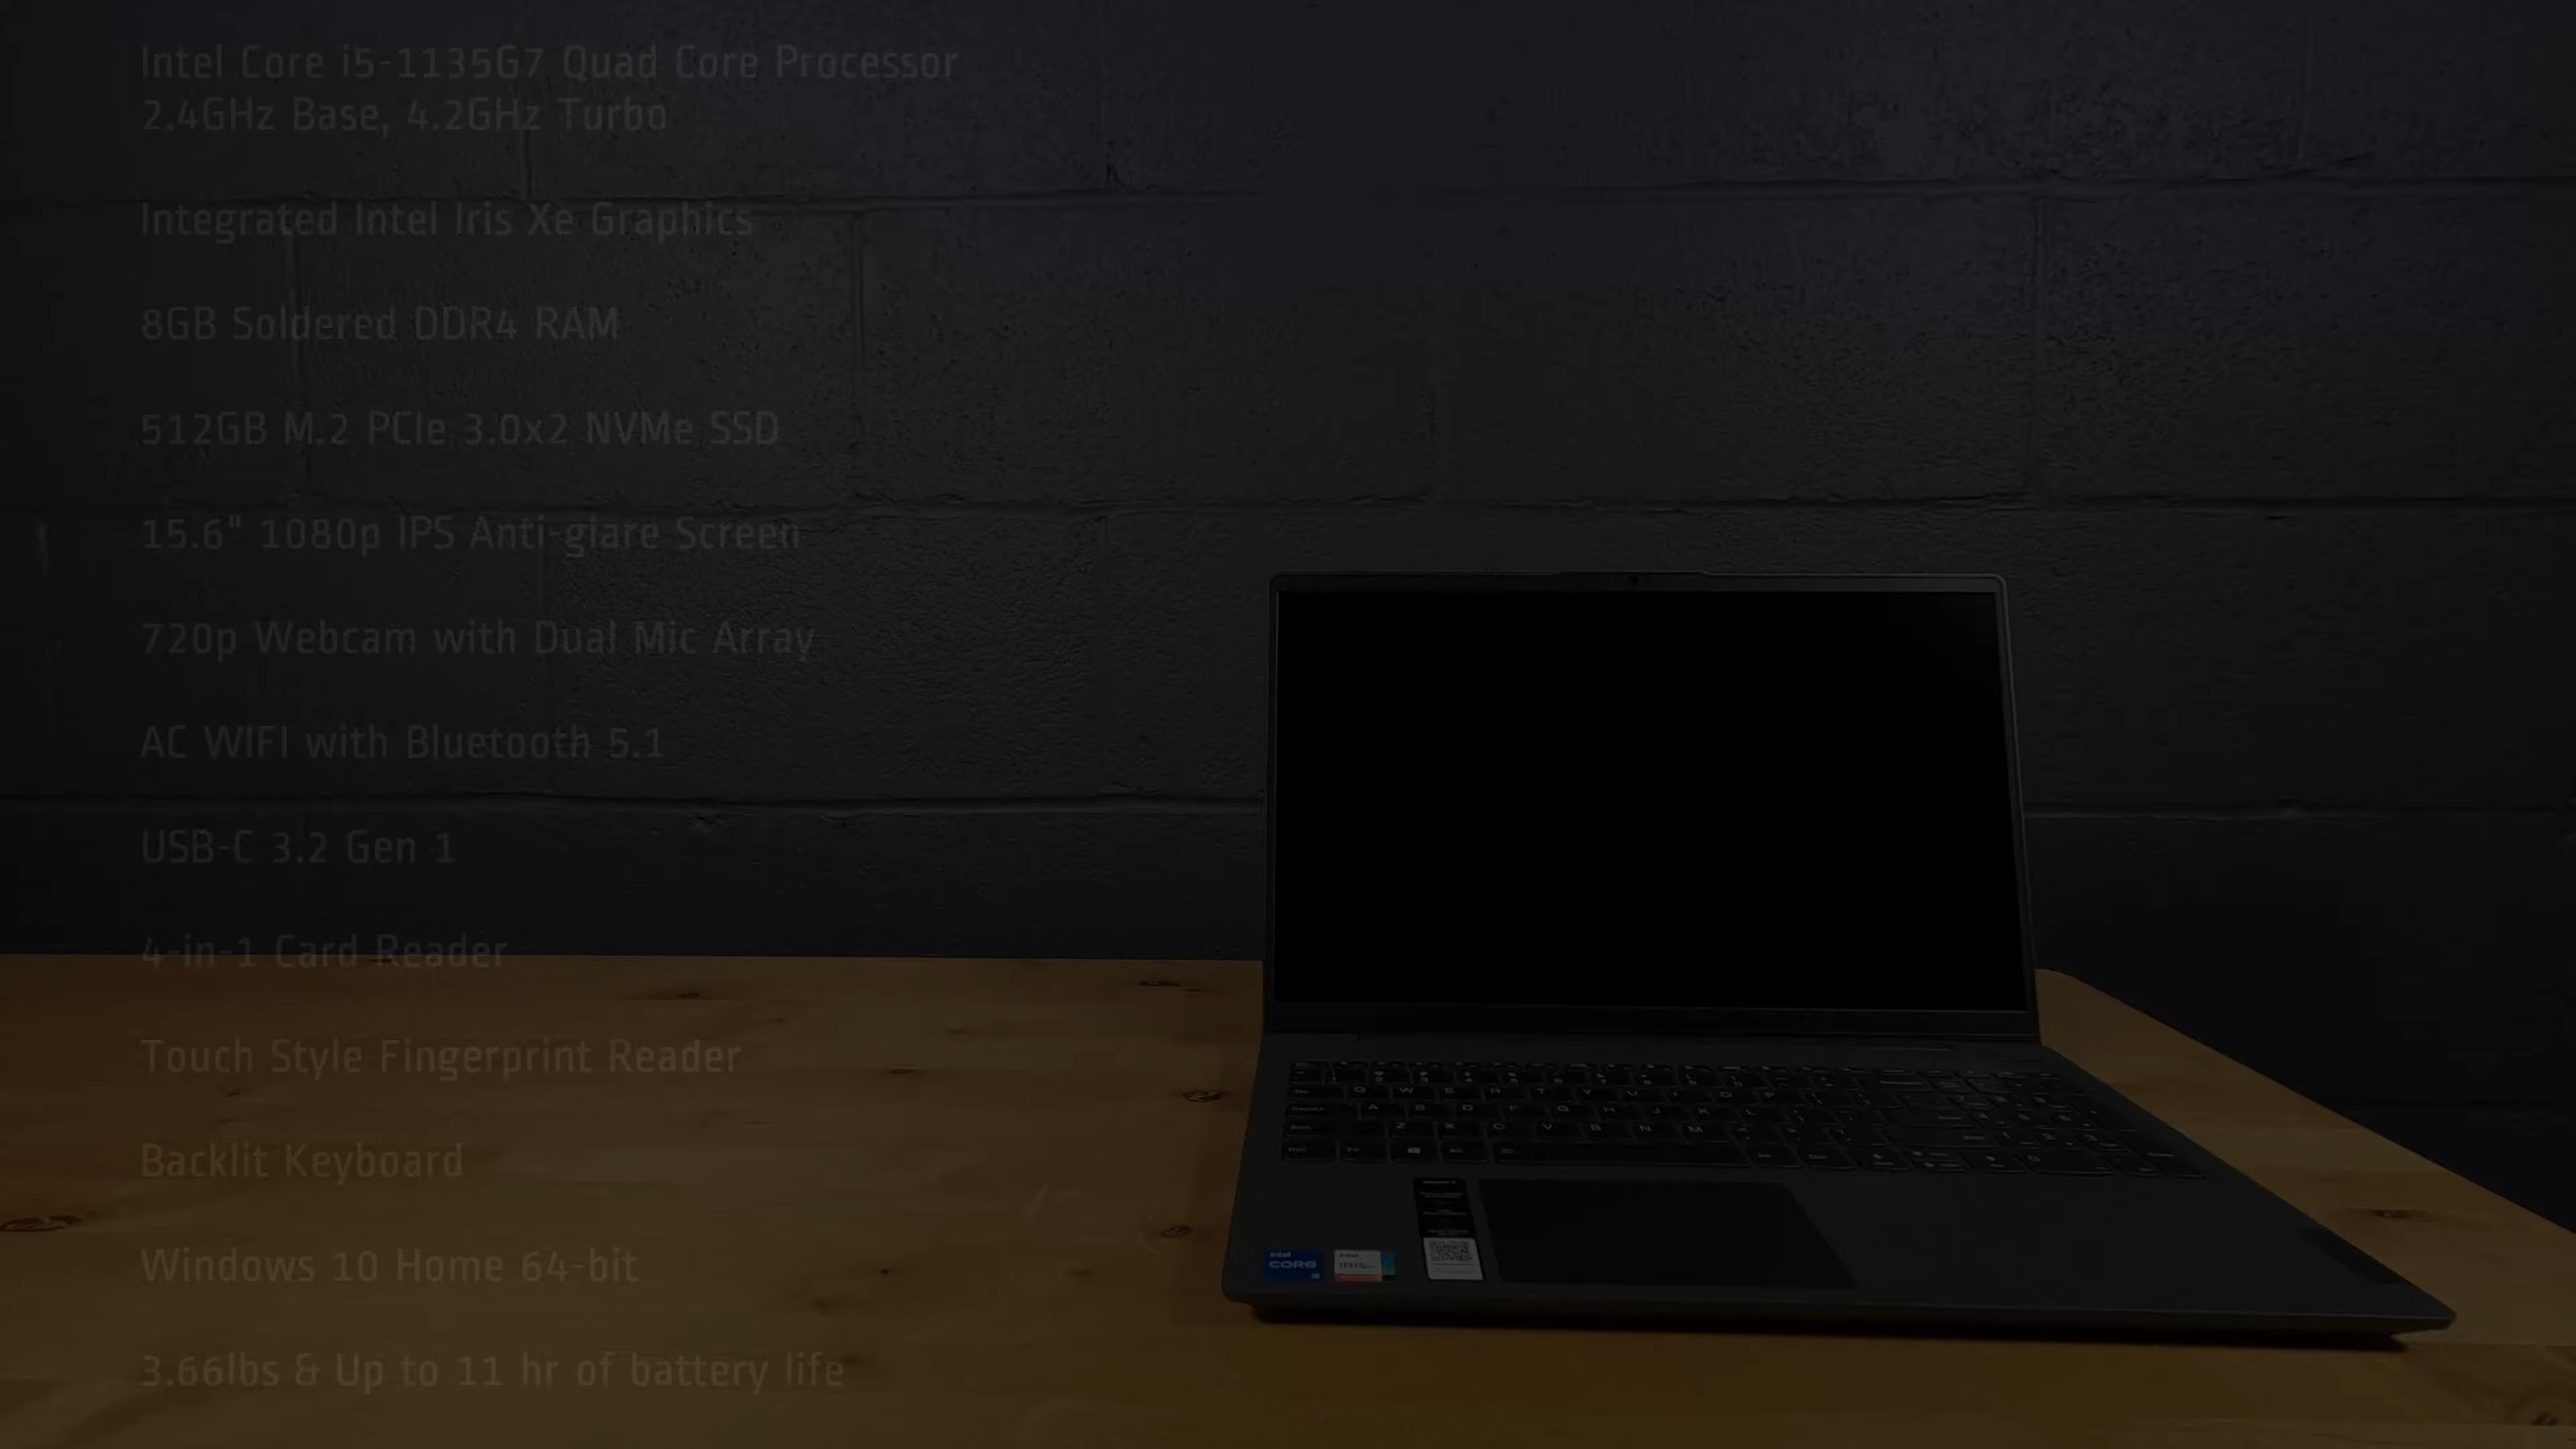 Intel Core i5-1135G7 Quad Core Processor
2.4GHz Base, 4.2GHz Turbo
Integrated Intel Iris Xe Graphics
8GB Soldered DDR4 RAM
512GB M.2 PCIe 3.0x2 NVMe SSD
15.6" 1080p IPS Anti-glare Screen
720p Webcam with Dual Mic Array
AC WIFI with Bluetooth 5.1
USB-C 3.2 Gen 1
4-in-1 Card Reader
Touch Style Fingerprint Reader
Backlit Keyboard
Windows 10 Home 64-bit
3.66lbs & Up to 11 hr of battery life
intel
CORE